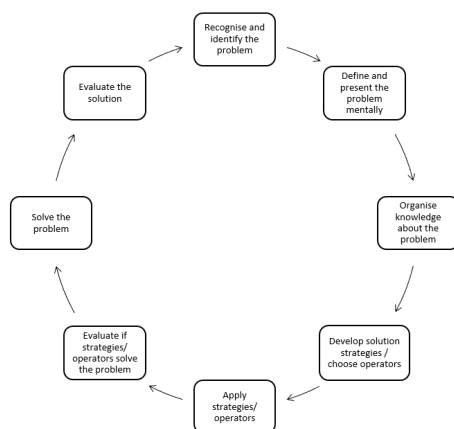 Recognise and
identify the
problem
Define and
present the
problem
mentally
Organise
knowledge
about the
problem
Develop solution
strategies /
choose operators
Apply
strategies/
operators
Evaluate if
strategies/
operators solve
the problem
Solve the
problem
Evaluate the
solution